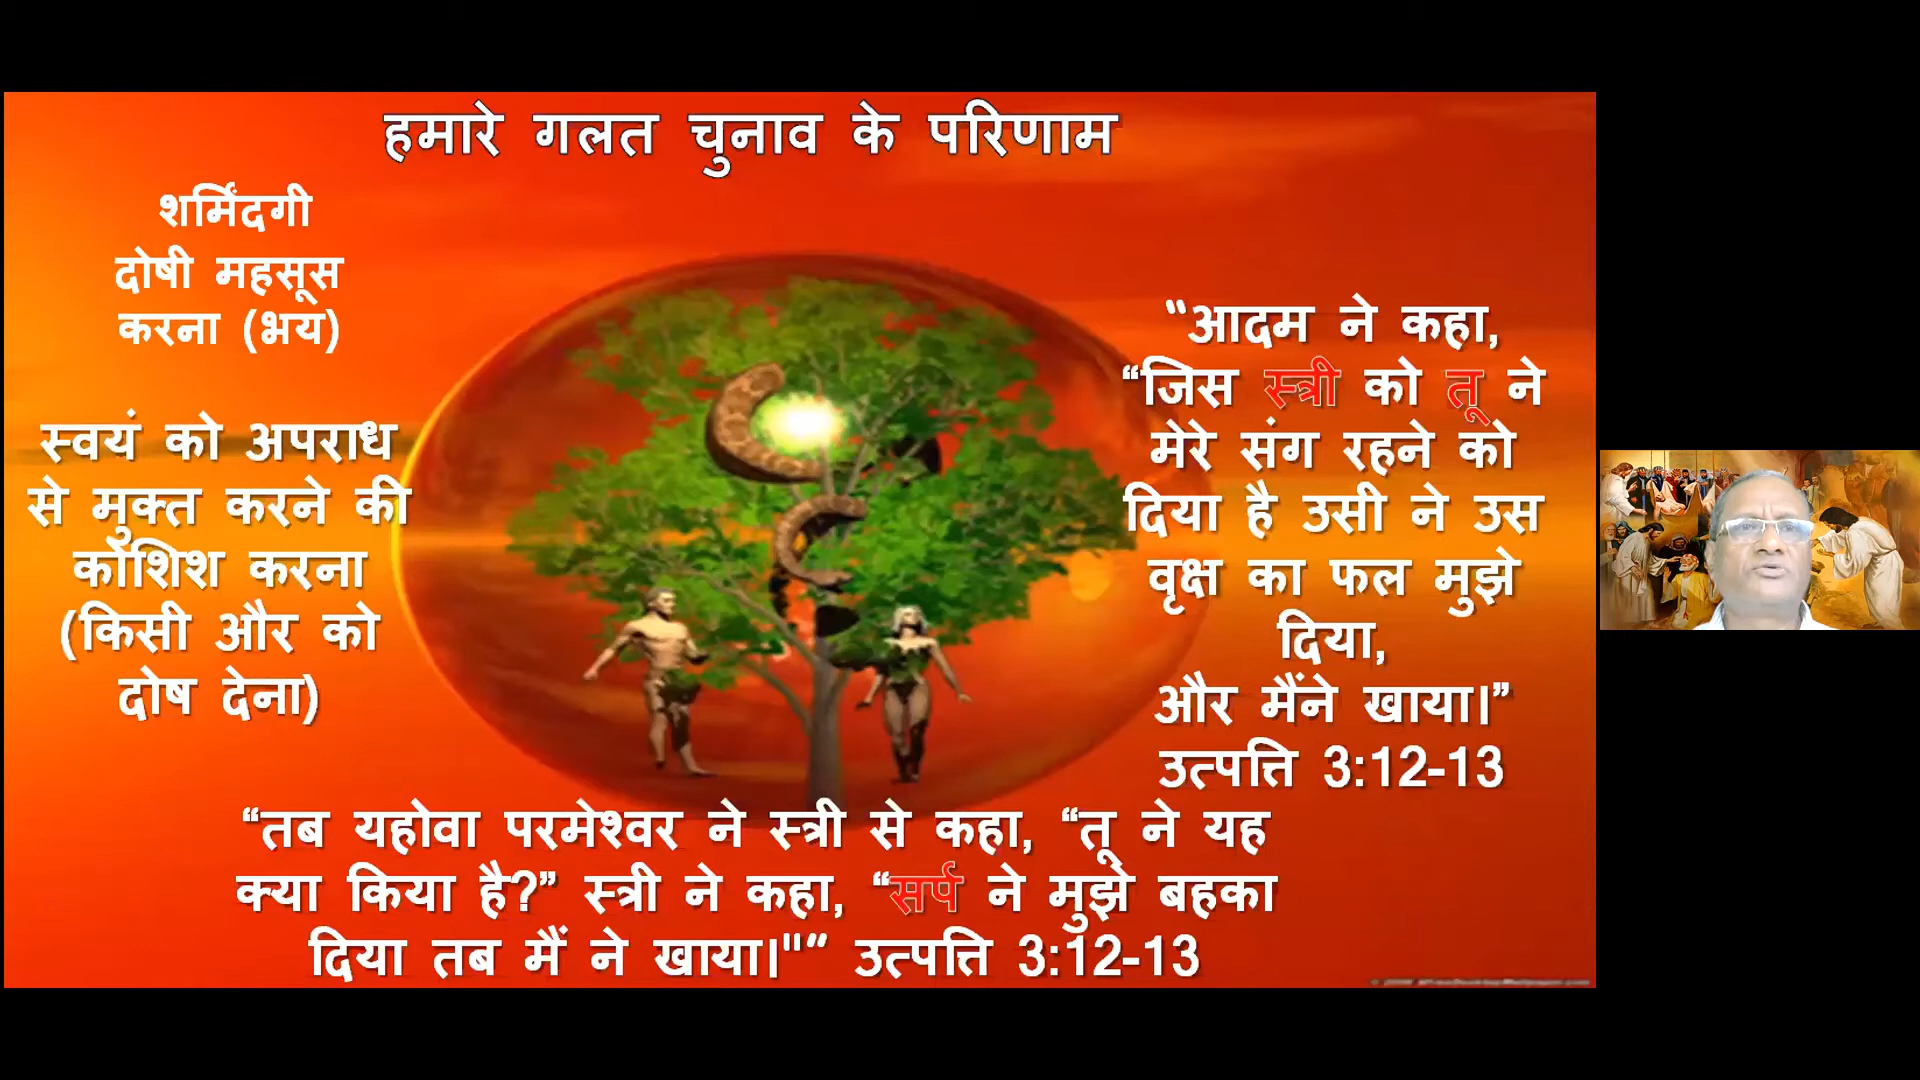 हमारे गलत चुनाव के परिणाम
शर्मिंदगी
दोषी महसूस
करना (भय)
स्वयं को अपराध
से मुक्त करने की
कोशिश करना
(किसी और को
दोष देना)
“आदम ने कहा,
“जिस स्त्री को तू ने
मेरे संग रहने को
दिया है उसी ने उस
वृक्ष का फल मुझे
दिया,
और मैंने खाया।”
उत्पत्ति 3:12-13
“तब यहोवा परमेश्वर ने स्त्री से कहा, “तू ने यह
क्या किया है?” स्त्री ने कहा, “सर्प ने मुझे बहका
दिया तब मैं ने खाया।"” उत्पत्ति 3:12-13